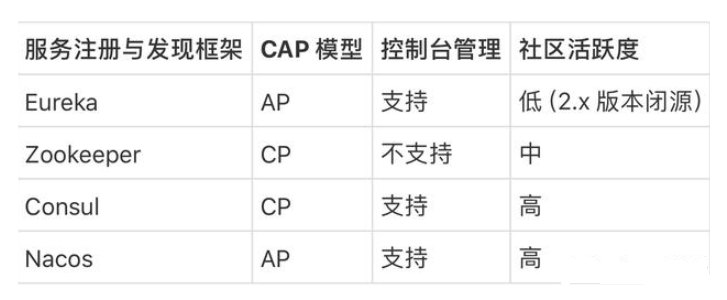 服务注册与发现框架 CAP 模型 控制台管理 社区活跃度
Eureka AP 支持 低 (2.x 版本闭源)
Zookeeper CP 不支持 中
Consul CP 支持 高
Nacos AP 支持 高